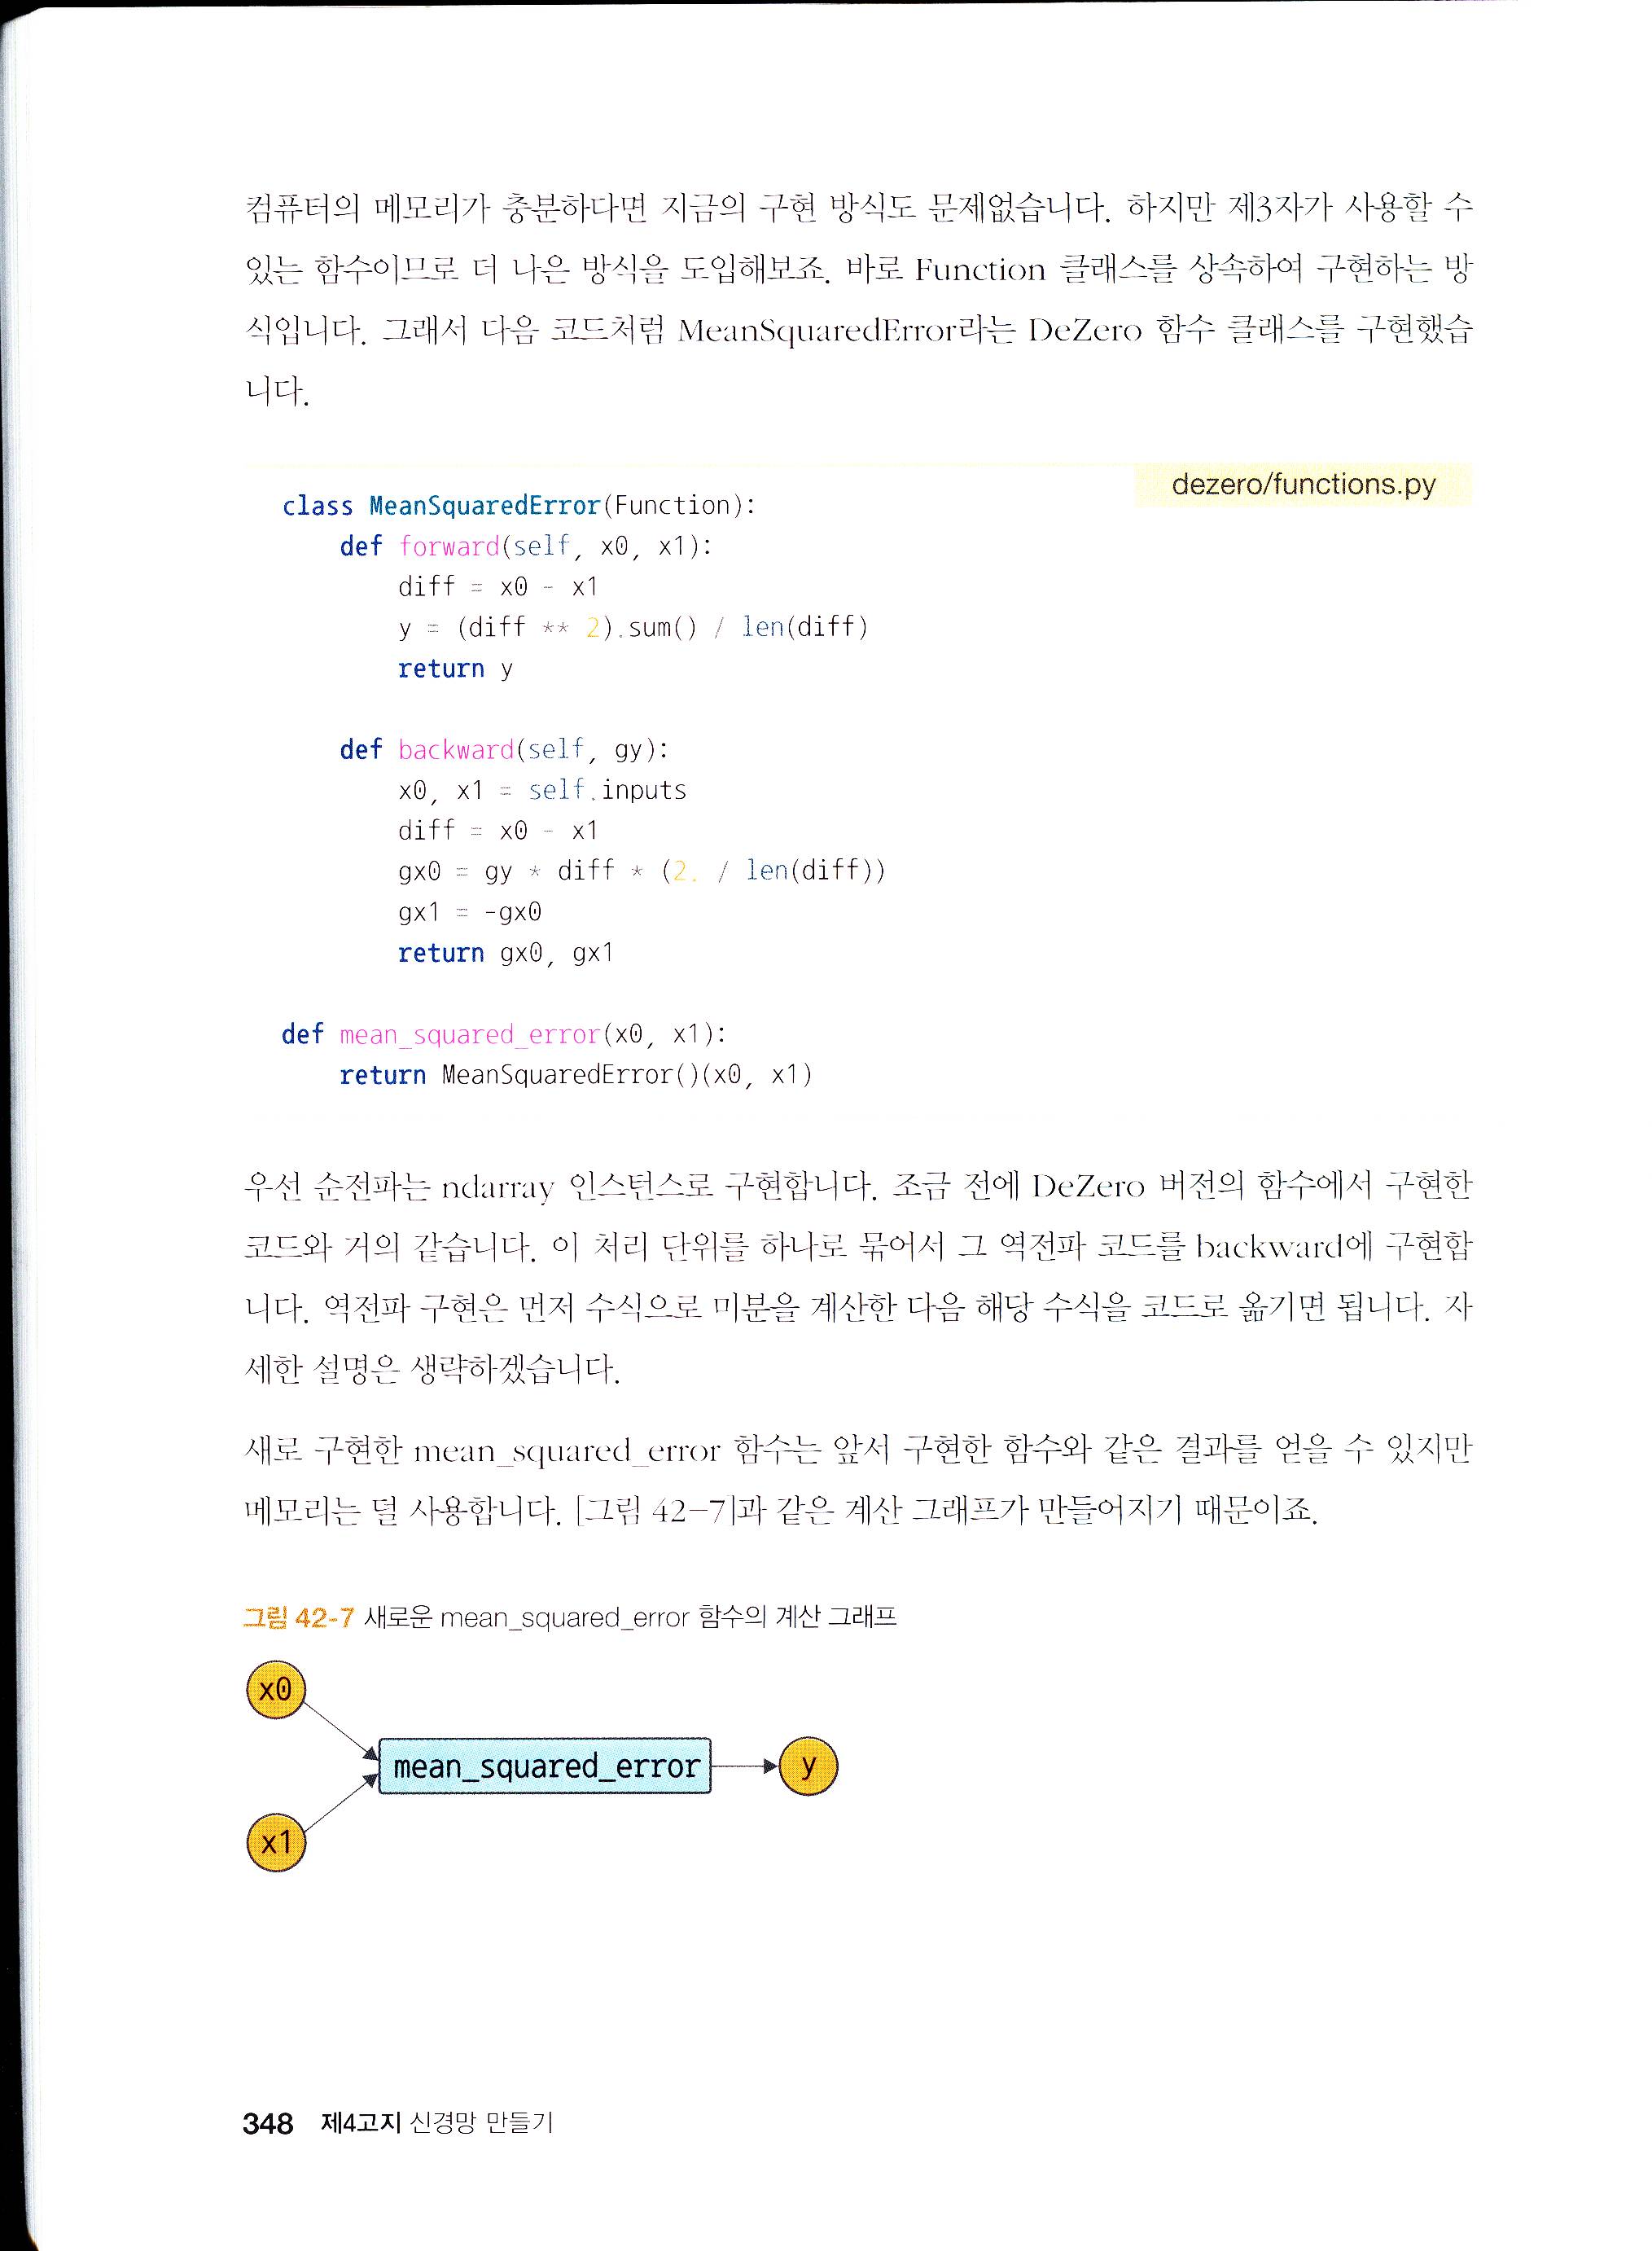 컴퓨터의 메모리가 충분하다면 지금의 구현 방식도 문제없습니다. 하지만 제3자가 사용할 수
있는 함수이므로 더 나은 방식을 도입해보죠. 바로 Function 클래스를 상속하여 구현하는 방
식입니다. 그래서 다음 코드처럼 MeanSquaredError라는 DeZero 함수 클래스를 구현했습
니다.
dezero/functions.py
class MeanSquaredError(Function):
    def forward(self, x0, x1):
        diff = x0 - x1
        y = (diff ** 2).sum() / len(diff)
        return y

    def backward(self, gy):
        x0, x1 = self.inputs
        diff = x0 - x1
        gx0 = gy * diff * (2. / len(diff))
        gx1 = -gx0
        return gx0, gx1

def mean_squared_error(x0, x1):
    return MeanSquaredError()(x0, x1)
우선 순전파는 ndarray 인스턴스로 구현합니다. 조금 전에 DeZero 버전의 함수에서 구현한
코드와 거의 같습니다. 이 처리 단위를 하나로 묶어서 그 역전파 코드를 backward에 구현합
니다. 역전파 구현은 먼저 수식으로 미분을 계산한 다음 해당 수식을 코드로 옮기면 됩니다. 자
세한 설명은 생략하겠습니다.
새로 구현한 mean_squared_error 함수는 앞서 구현한 함수와 같은 결과를 얻을 수 있지만
메모리는 덜 사용합니다. [그림 42-7]과 같은 계산 그래프가 만들어지기 때문이죠.
그림 42-7 새로운 mean_squared_error 함수의 계산 그래프
x0
mean_squared_error
y
x1
348 제4고지 신경망 만들기